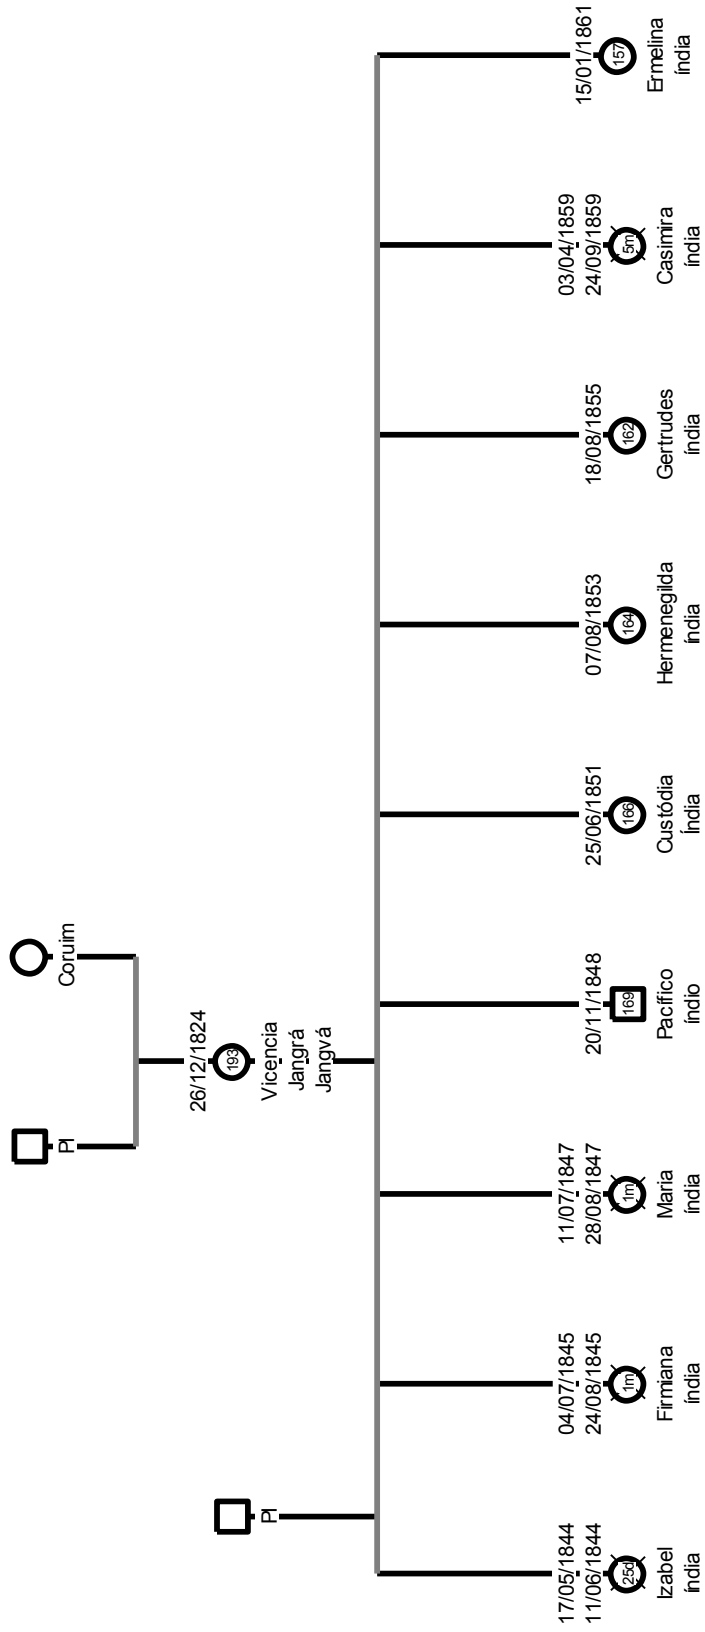 PI
Coruim
26/12/1824
193
Vicencia
Jangrá
Jangvá
PI
17/05/1844
11/06/1844
25d
Izabel
índia
04/07/1845
24/08/1845
1m
Firmiana
índia
11/07/1847
28/08/1847
1m
Maria
índia
20/11/1848
169
Pacífico
índio
25/06/1851
166
Custódia
Índia
07/08/1853
164
Hermenegilda
índia
18/08/1855
162
Gertrudes
índia
03/04/1859
24/09/1859
5m
Casimira
índia
15/01/1861
157
Ermelina
índia